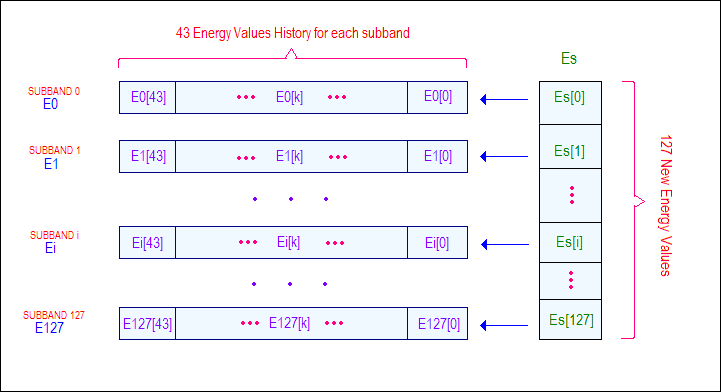 43 Energy Values History for each subband
Es
SUBBAND 0
E0
E0[43] ••• E0[k] ••• E0[0]
Es[0]
SUBBAND 1
E1
E1[43] ••• E1[k] ••• E1[0]
Es[1]
• • •
•••
SUBBAND i
Ei
Ei[43] ••• Ei[k] ••• Ei[0]
Es[i]
• • •
•••
SUBBAND 127
E127
E127[43] ••• E127[k] ••• E127[0]
Es[127]
127 New Energy Values